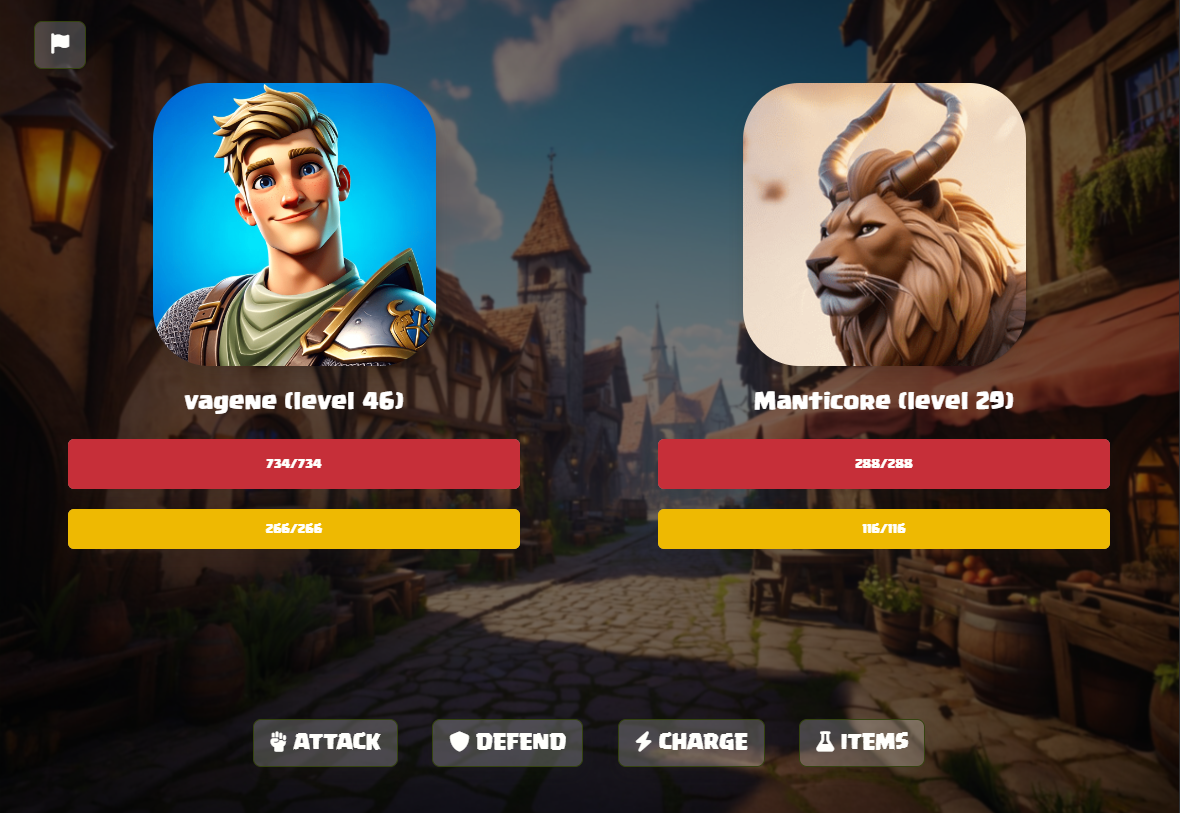 vagene (level 46)
Manticore (level 29)
734/734
288/288
266/266
116/116
ATTACK
DEFEND
CHARGE
ITEMS